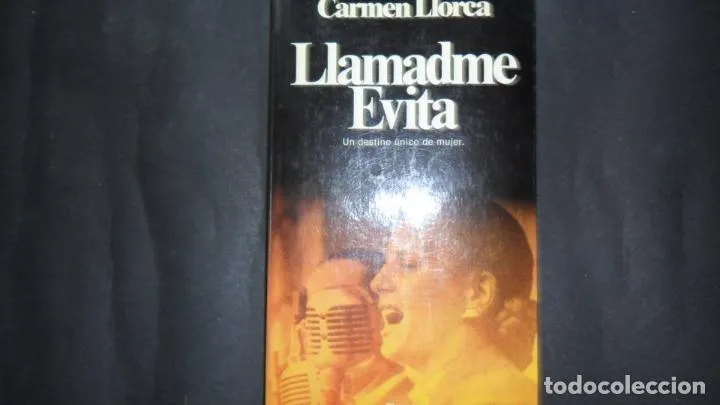 Carmen Llorca
Llamadme
Evita
Un destino único de mujer.
todocoleccion